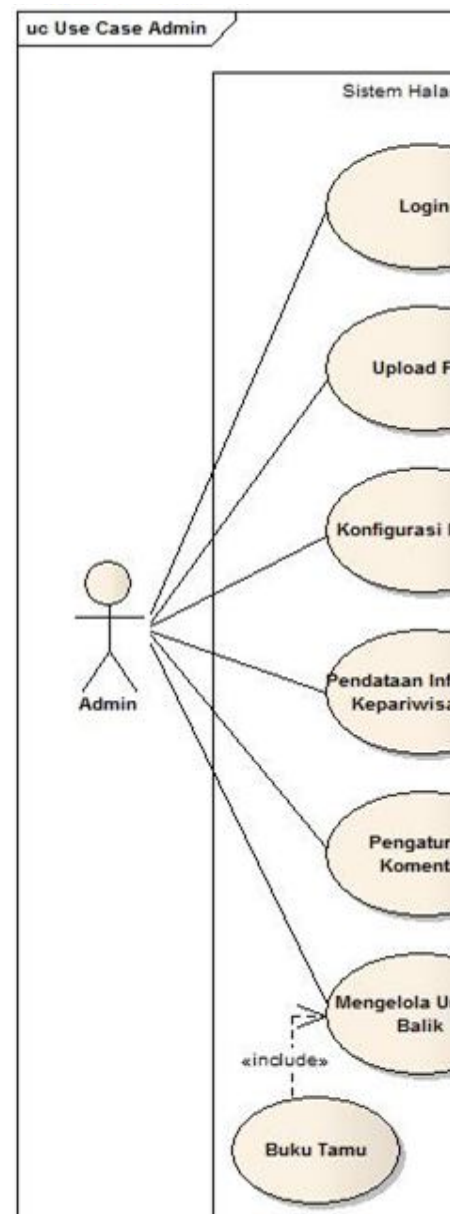 uc Use Case Admin
Sistem Hala
Login
Upload F
Konfigurasi
Pendataan Inf
Kepariwisa
Admin
Pengatur
Koment
Mengelola U
Balik
«include»
Buku Tamu